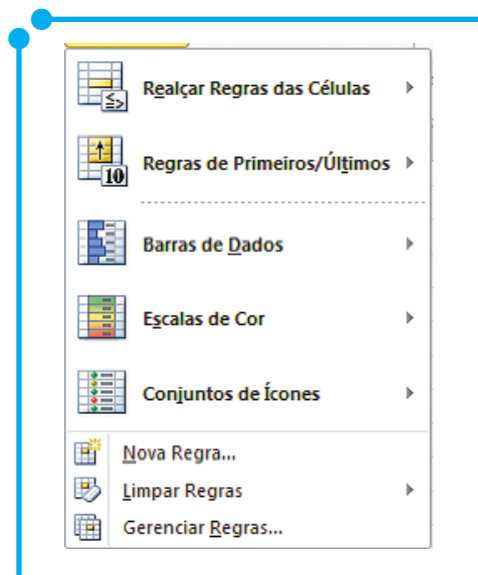 ≤≥
Realçar Regras das Células
10
Regras de Primeiros/Últimos
Barras de Dados
Escalas de Cor
Conjuntos de Ícones
Nova Regra...
Limpar Regras
Gerenciar Regras...